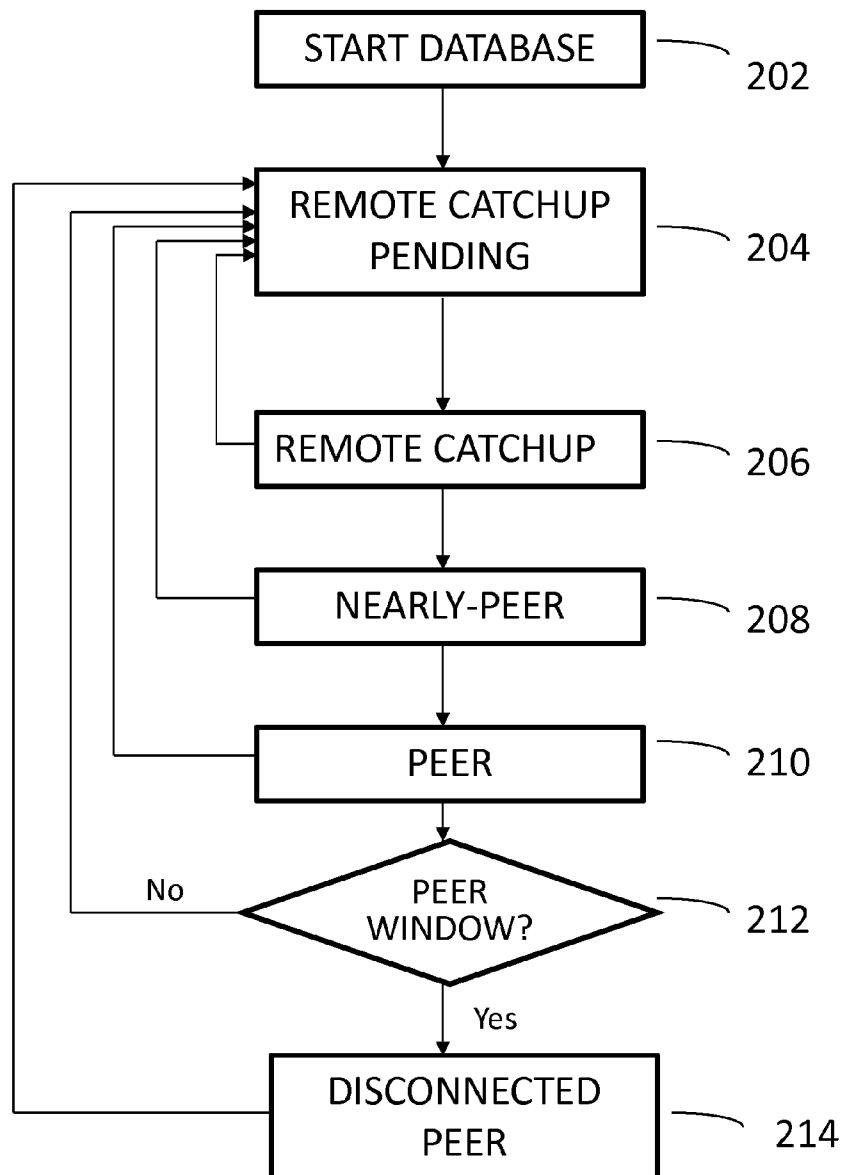 START DATABASE
202
REMOTE CATCHUP
PENDING
204
REMOTE CATCHUP
206
NEARLY-PEER
208
PEER
210
No
PEER
WINDOW?
212
Yes
DISCONNECTED
PEER
214